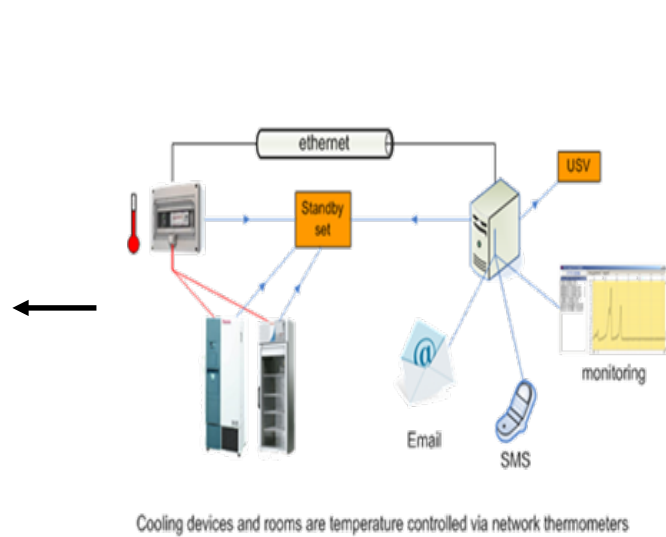 ethernet
USV
Standby
set
monitoring
Email
SMS
Cooling devices and rooms are temperature controlled via network thermometers